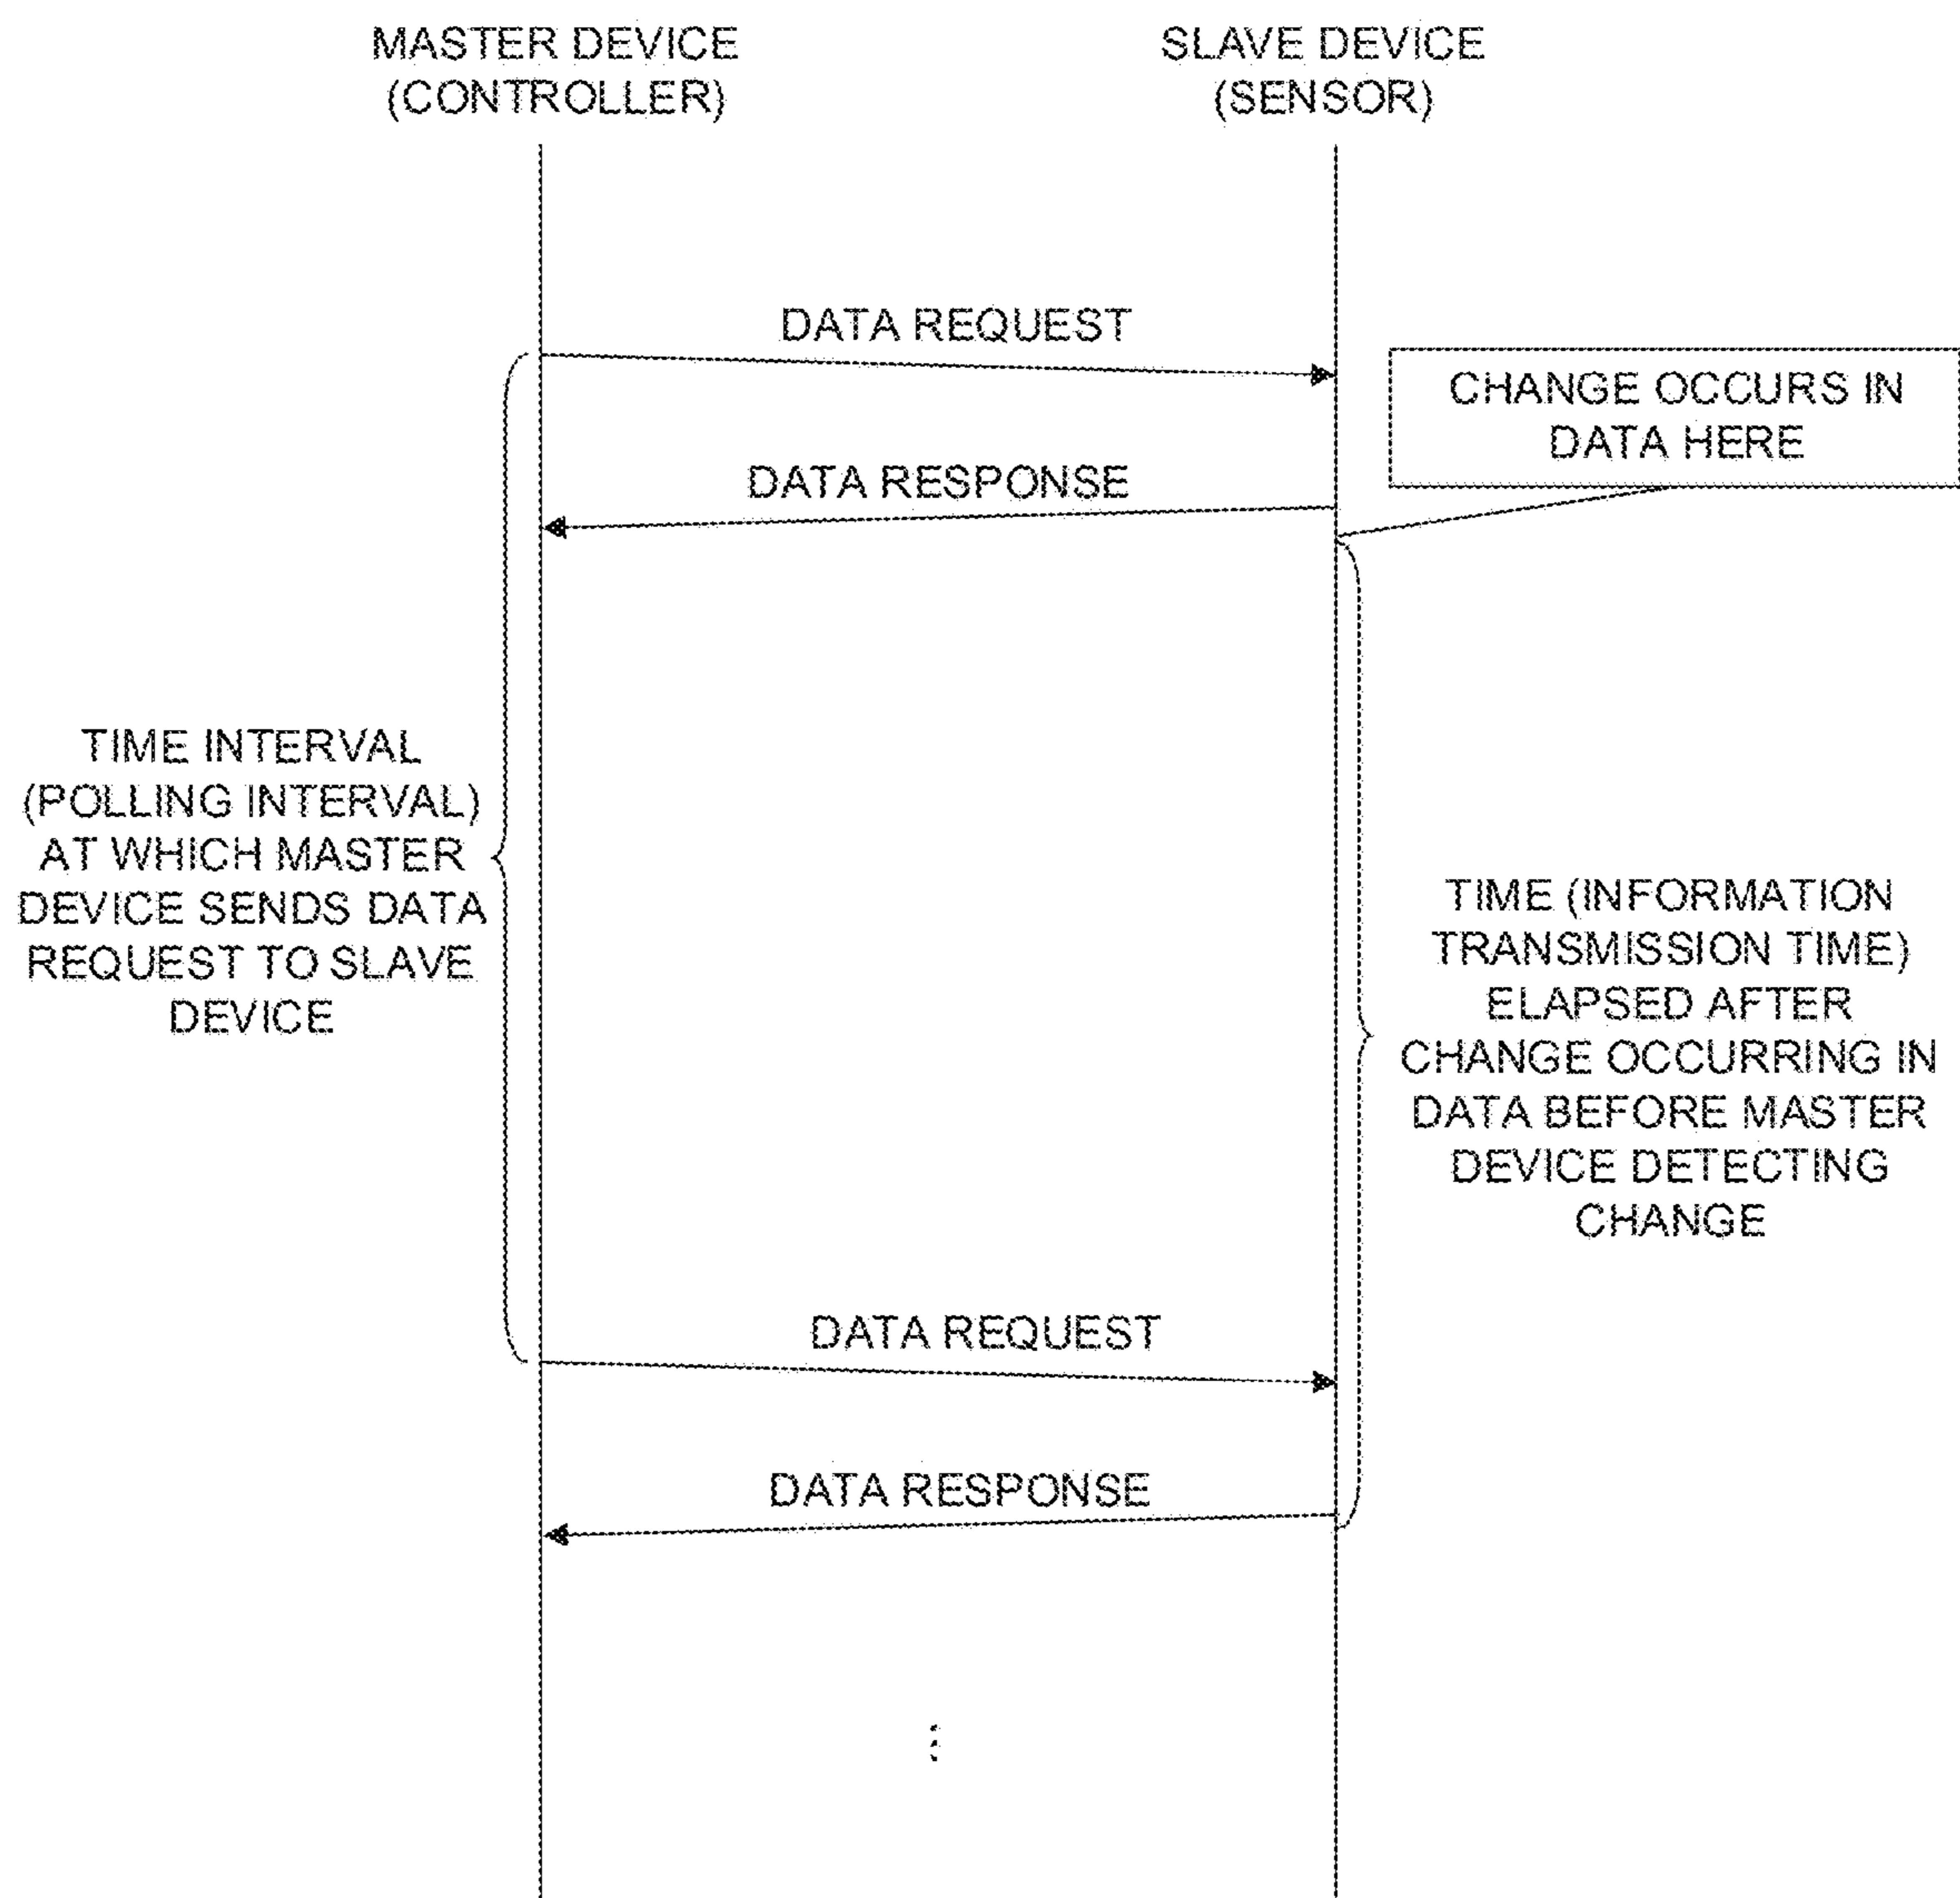 MASTER DEVICE
(CONTROLLER)
SLAVE DEVICE
(SENSOR)
DATA REQUEST
CHANGE OCCURS IN
DATA HERE
DATA RESPONSE
TIME INTERVAL
(POLLING INTERVAL)
AT WHICH MASTER
DEVICE SENDS DATA
REQUEST TO SLAVE
DEVICE
TIME (INFORMATION
TRANSMISSION TIME)
ELAPSED AFTER
CHANGE OCCURRING IN
DATA BEFORE MASTER
DEVICE DETECTING
CHANGE
DATA REQUEST
DATA RESPONSE